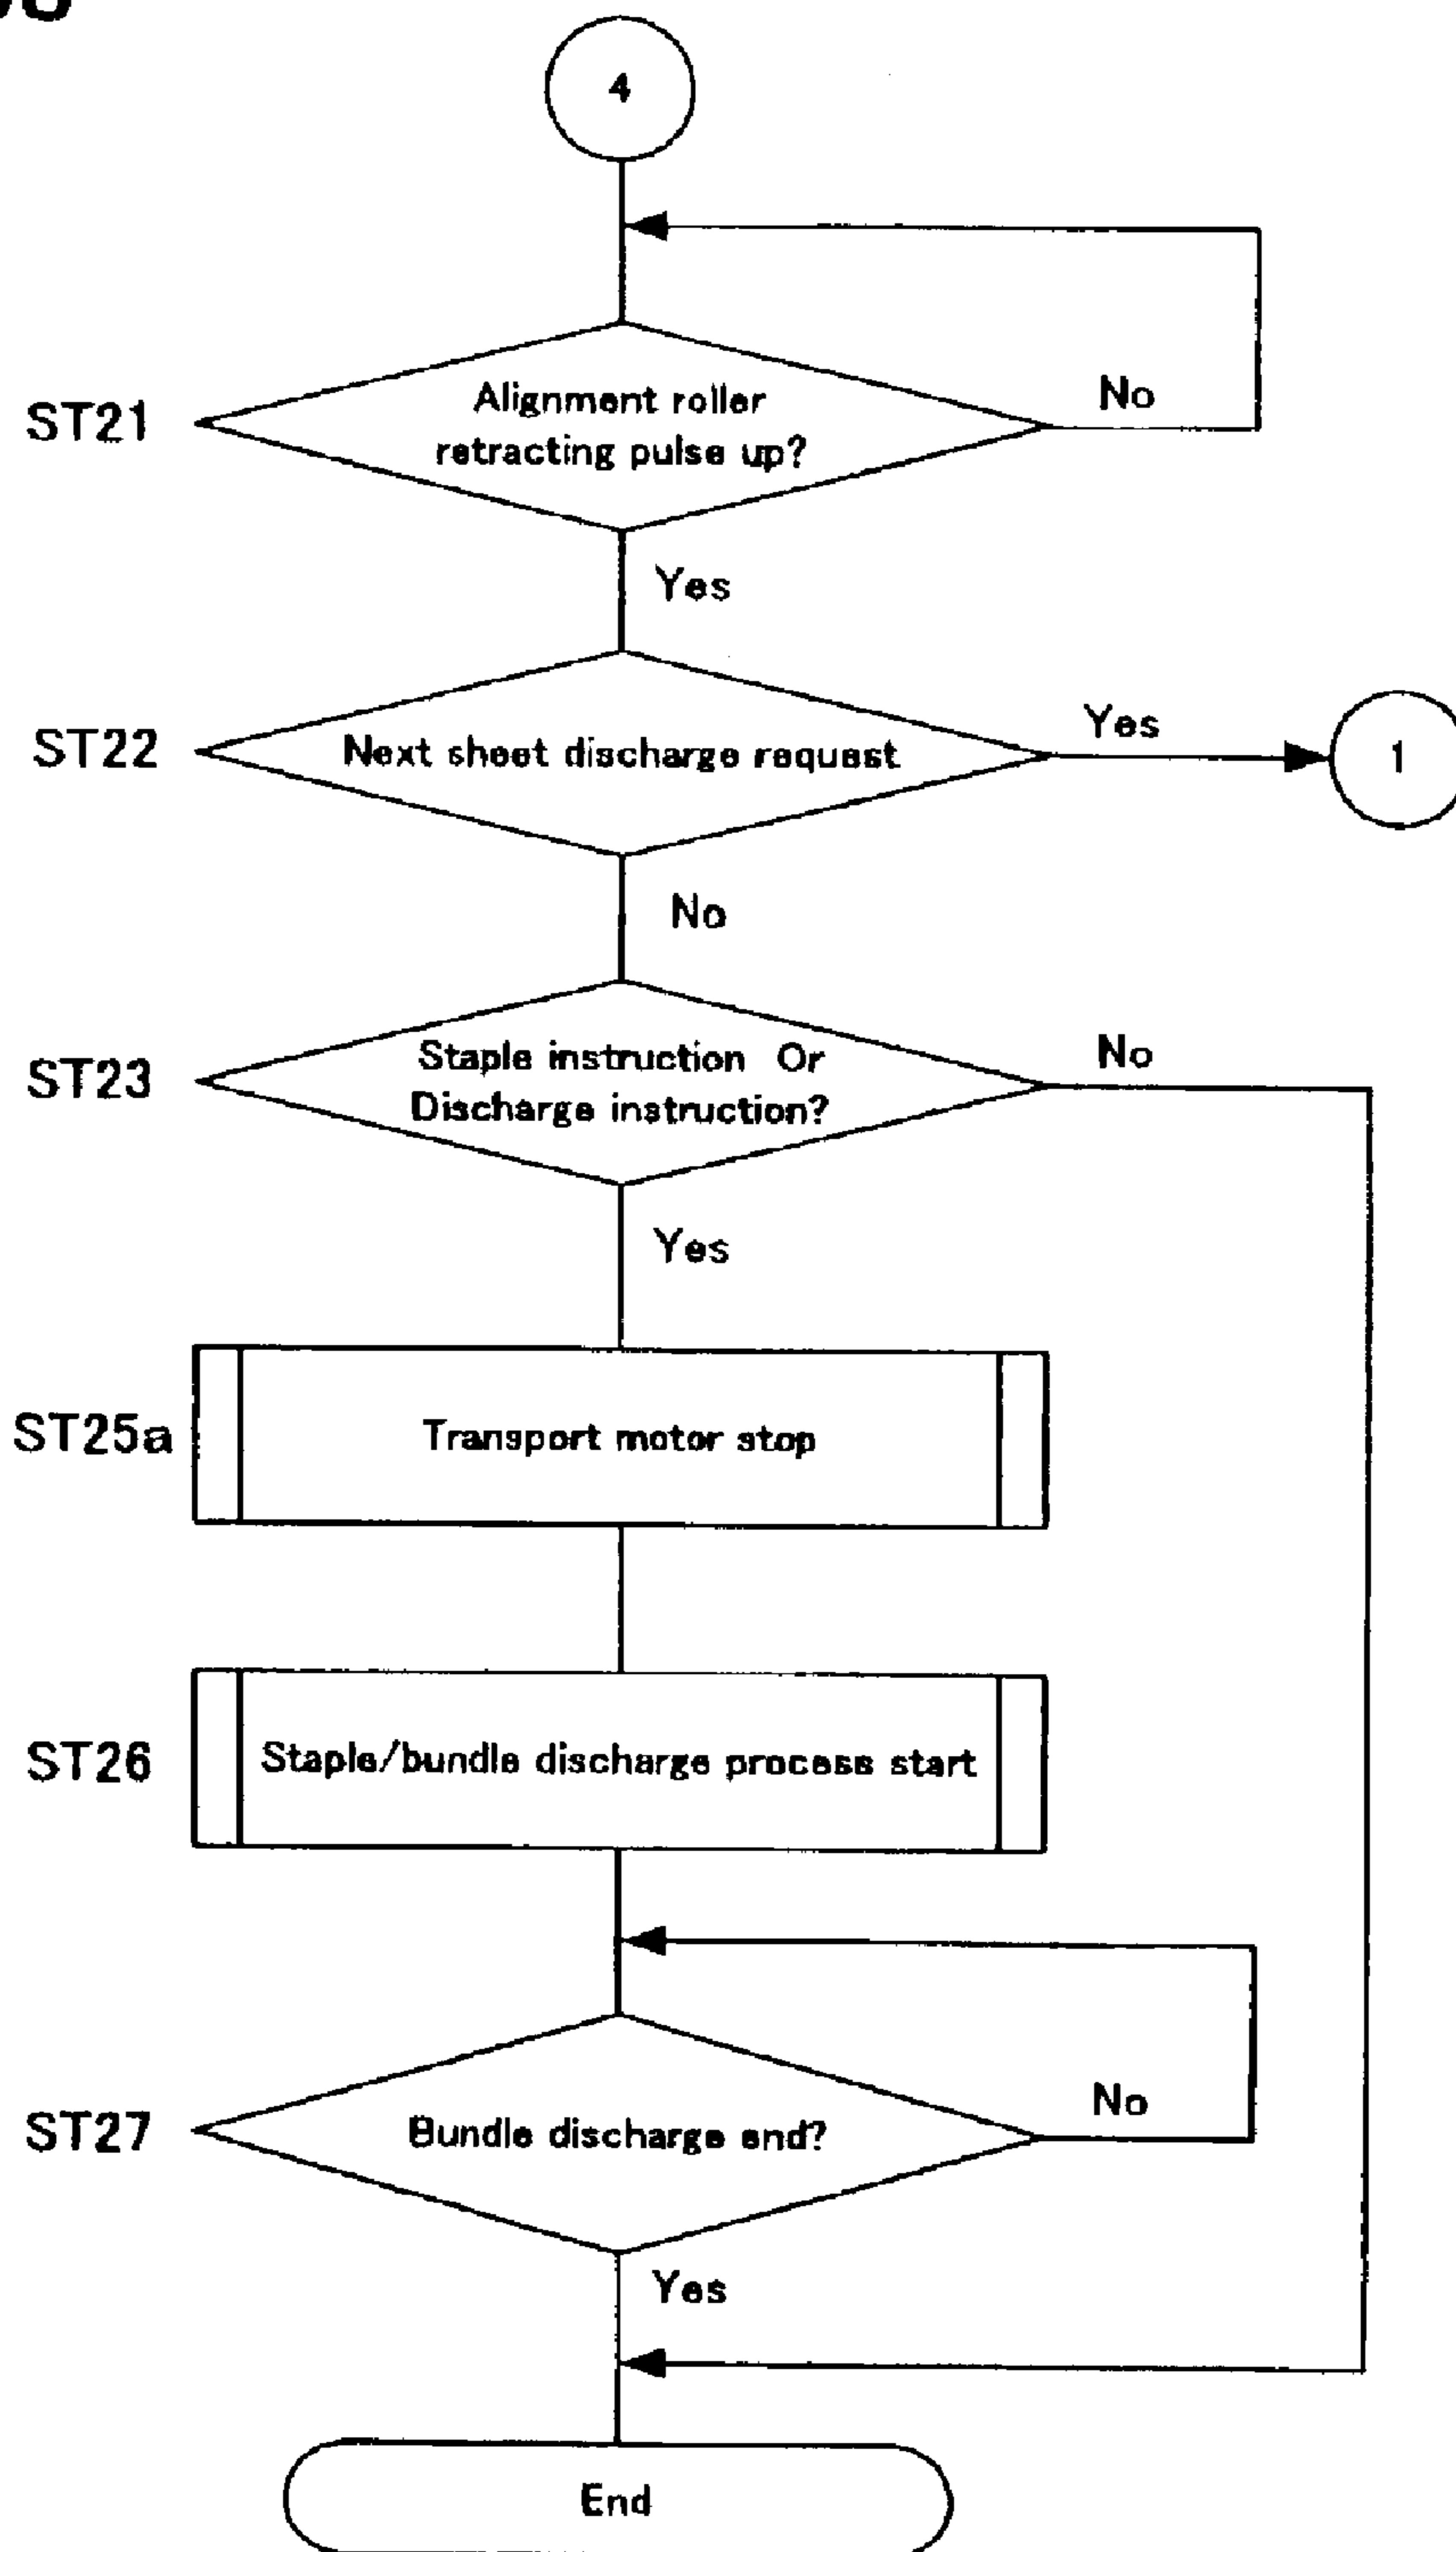 4
ST21
Alignment roller
retracting pulse up?
No
Yes
ST22
Next sheet discharge request
Yes
1
No
ST23
Staple instruction Or
Discharge instruction?
No
Yes
ST25a
Transport motor stop
ST26
Staple/bundle discharge process start
ST27
Bundle discharge end?
No
Yes
End